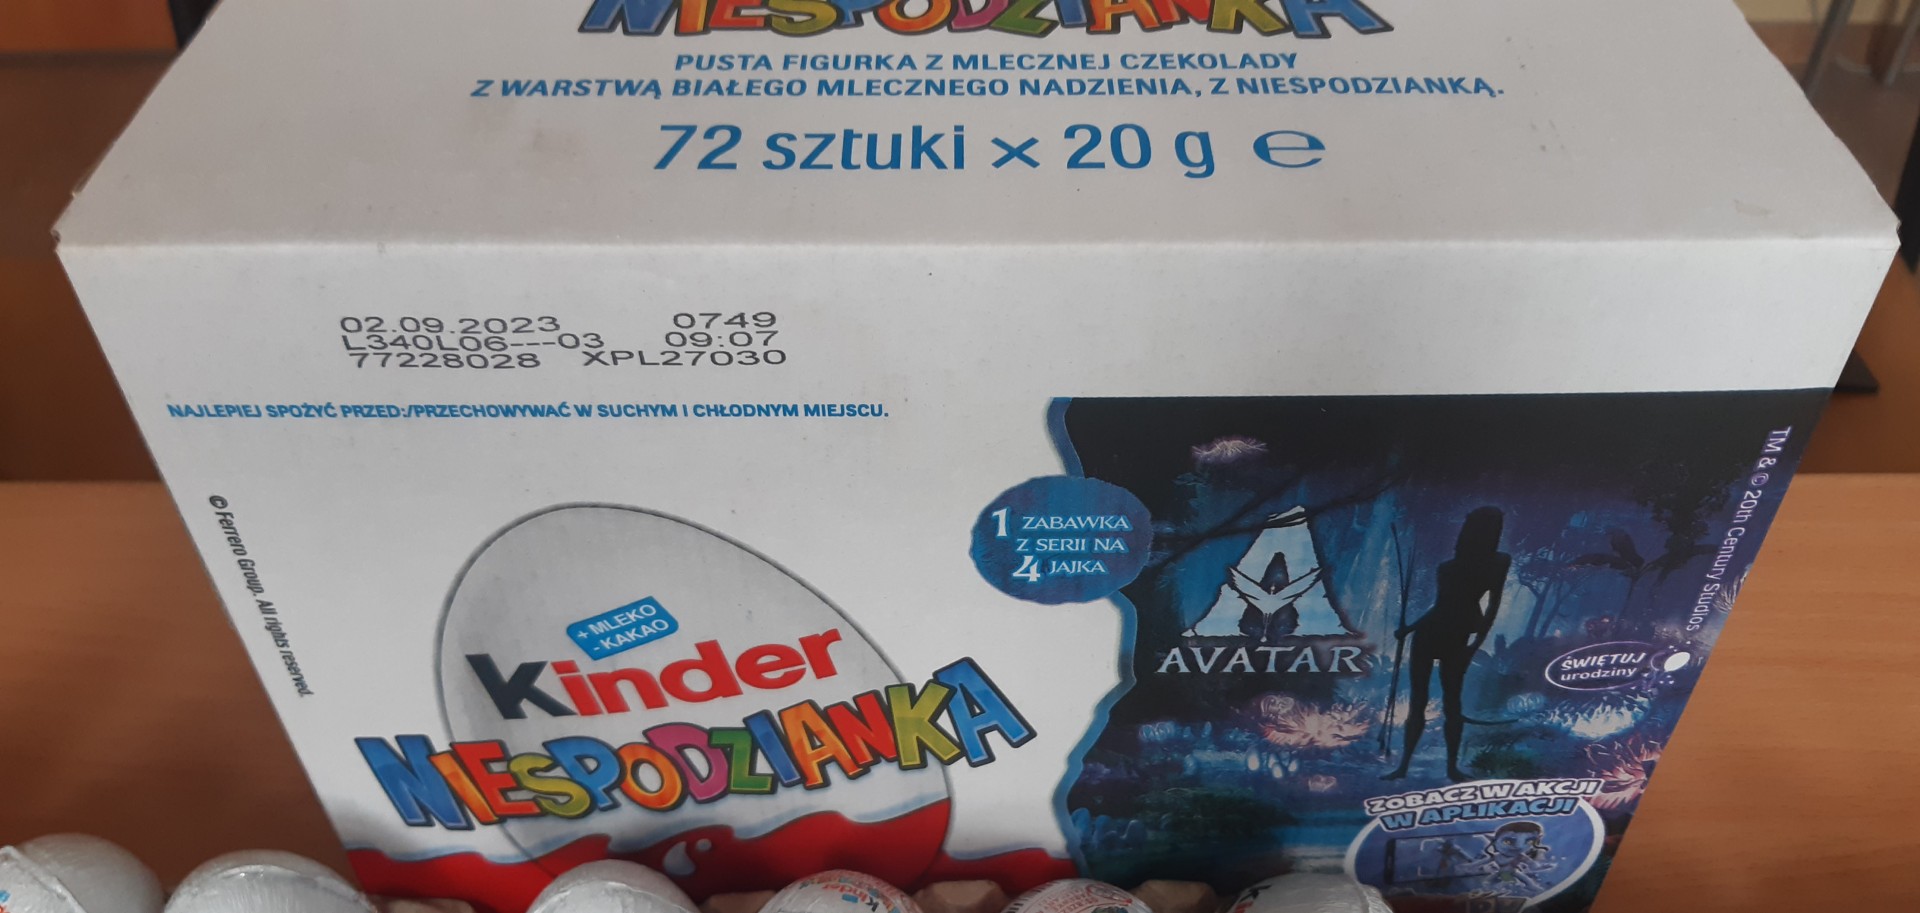 NIESPODZIANKA
PUSTA FIGURKA Z MLECZNEJ CZEKOLADY
Z WARSTWĄ BIAŁEGO MLECZNEGO NADZIENIA, Z NIESPODZIANKĄ.
72 sztuki x 20 g e
02.09.2023 0749
L340L06---03 09:07
77228028 XPL27030
NAJLEPIEJ SPOŻYĆ PRZED:/PRZECHOWYWAĆ W SUCHYM I CHŁODNYM MIEJSCU.
© Ferrero Group. All rights reserved.
+ MLEKO
- KAKAO
Kinder
NIESPODZIANKA
1 ZABAWKA
Z SERII NA
4 JAJKA
AVATAR
TM & © 20th Century Studios.
ŚWIĘTUJ
urodziny
ZOBACZ W AKCJI
W APLIKACJI
Kinder